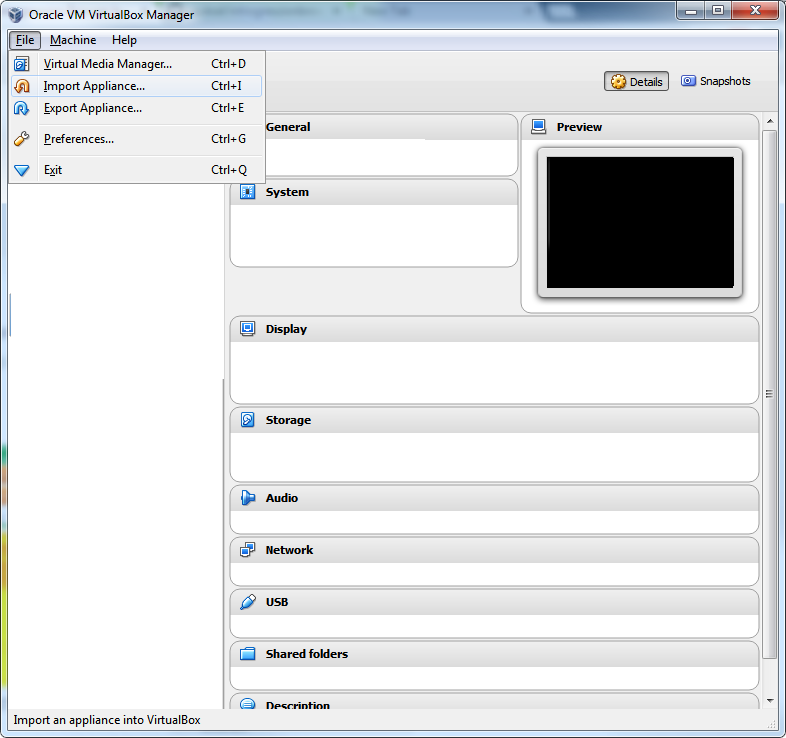 Oracle VM VirtualBox Manager
File Machine Help
Virtual Media Manager... Ctrl+D
Import Appliance... Ctrl+I
Export Appliance... Ctrl+E
Preferences... Ctrl+G
Exit Ctrl+Q
Details Snapshots
General
Preview
System
Display
Storage
Audio
Network
USB
Shared folders
Description
Import an appliance into VirtualBox